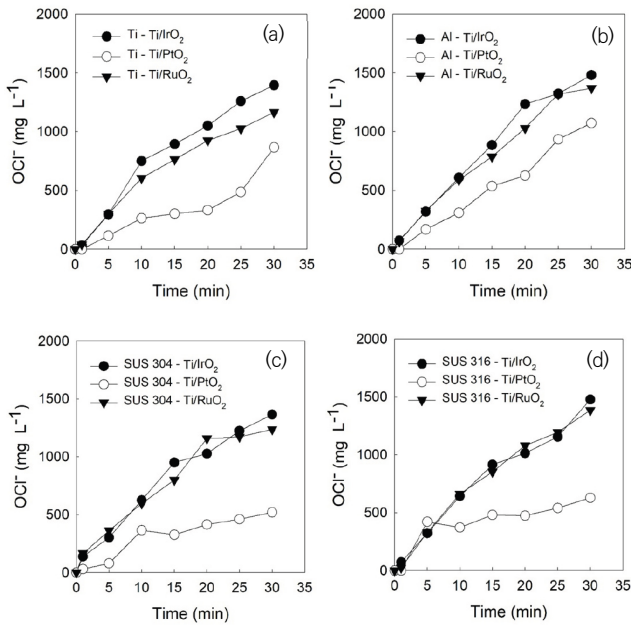 2000
Ti - Ti/IrO₂
(a)
Ti - Ti/PtO₂
Ti - Ti/RuO₂
1500
1000
500
0
OCl⁻ (mg L⁻¹)
0 5 10 15 20 25 30 35
Time (min)
2000
Al - Ti/IrO₂
(b)
Al - Ti/PtO₂
Al - Ti/RuO₂
1500
1000
500
0
OCl⁻ (mg L⁻¹)
0 5 10 15 20 25 30 35
Time (min)
2000
SUS 304 - Ti/IrO₂
(c)
SUS 304 - Ti/PtO₂
SUS 304 - Ti/RuO₂
1500
1000
500
0
OCl⁻ (mg L⁻¹)
0 5 10 15 20 25 30 35
Time (min)
2000
SUS 316 - Ti/IrO₂
(d)
SUS 316 - Ti/PtO₂
SUS 316 - Ti/RuO₂
1500
1000
500
0
OCl⁻ (mg L⁻¹)
0 5 10 15 20 25 30 35
Time (min)